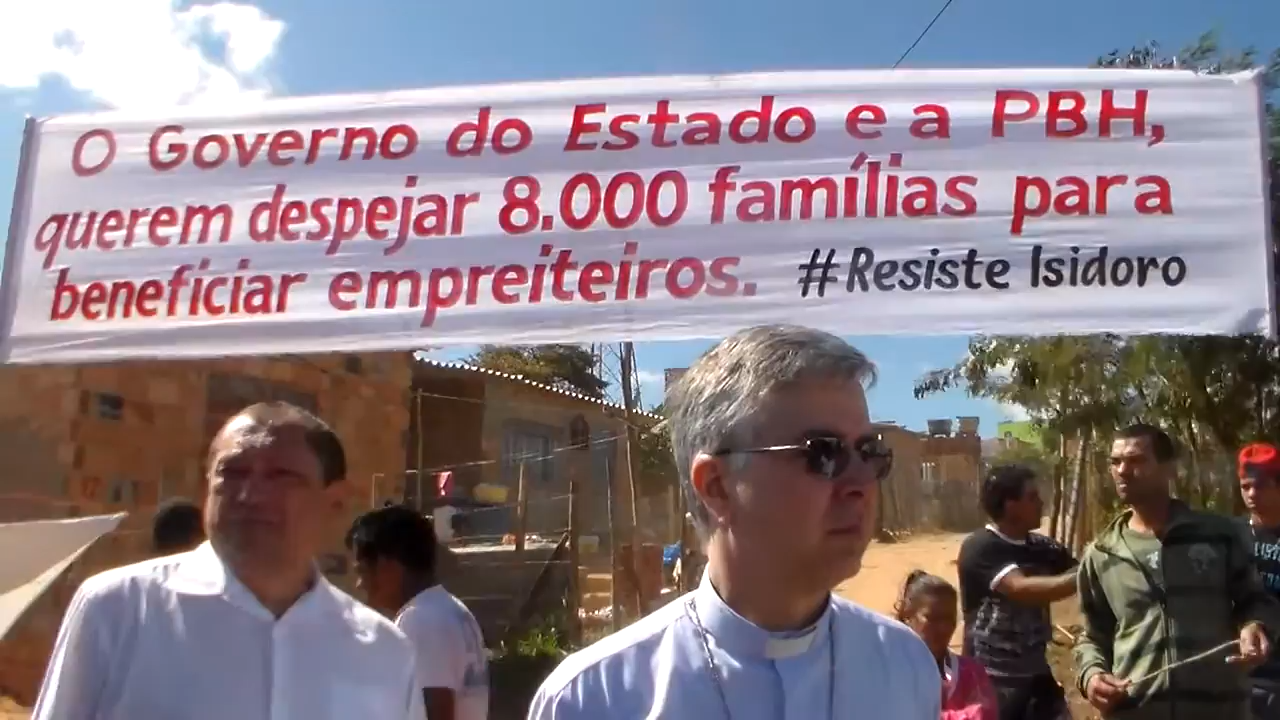 O Governo do Estado e a PBH,
querem despejar 8.000 famílias para
beneficiar empreiteiros. #Resiste Isidoro